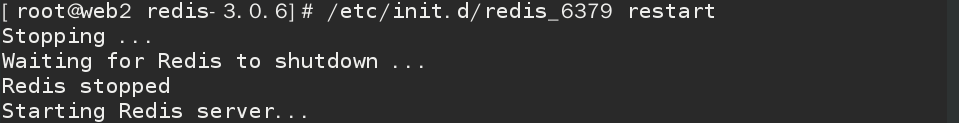 [root@web2 redis-3.0.6]# /etc/init.d/redis_6379 restart
Stopping ...
Waiting for Redis to shutdown ...
Redis stopped
Starting Redis server...